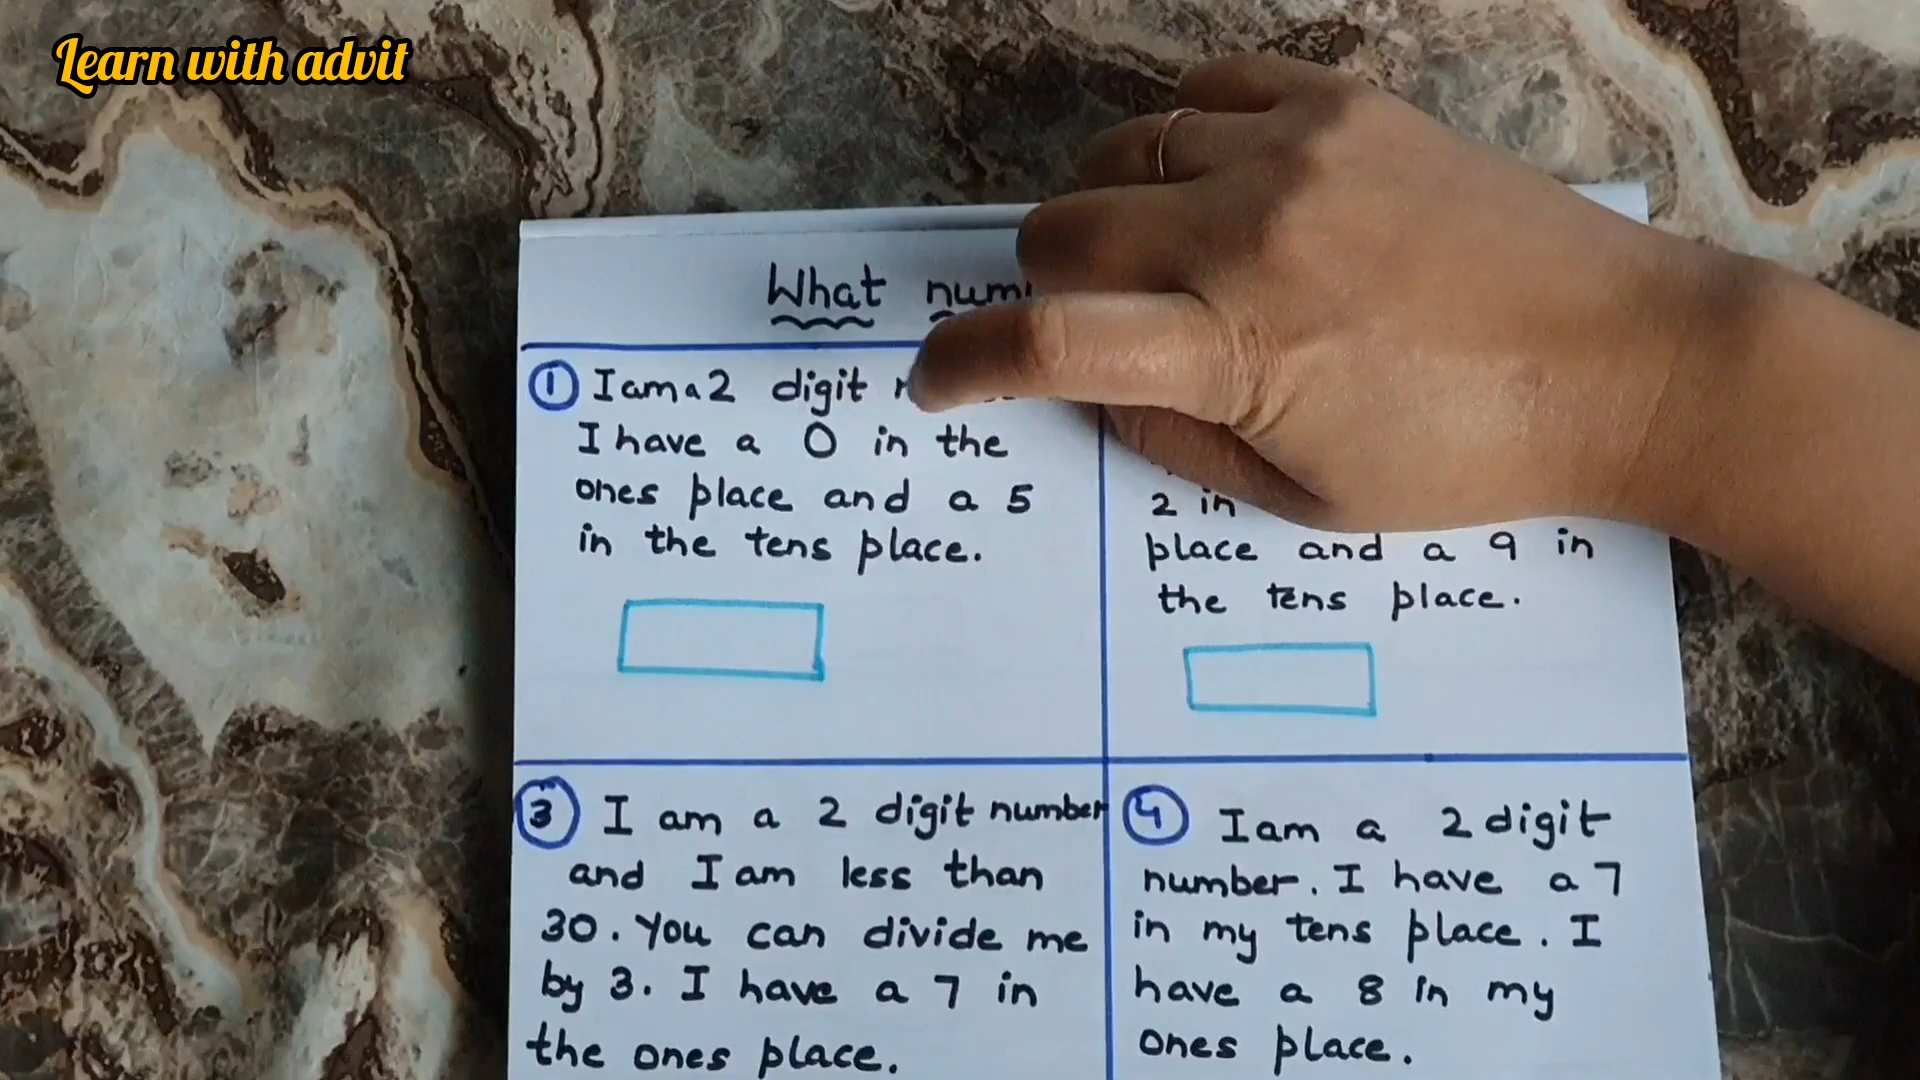 Learn with advit
What
① I am a 2 digit
I have a 0 in the
ones place and a 5
in the tens place.
2 in
place and a 9 in
the tens place.
③ I am a 2 digit number
and I am less than
30. You can divide me
by 3. I have a 7 in
the ones place.
④ I am a 2 digit
number. I have a 7
in my tens place. I
have a 8 in my
ones place.